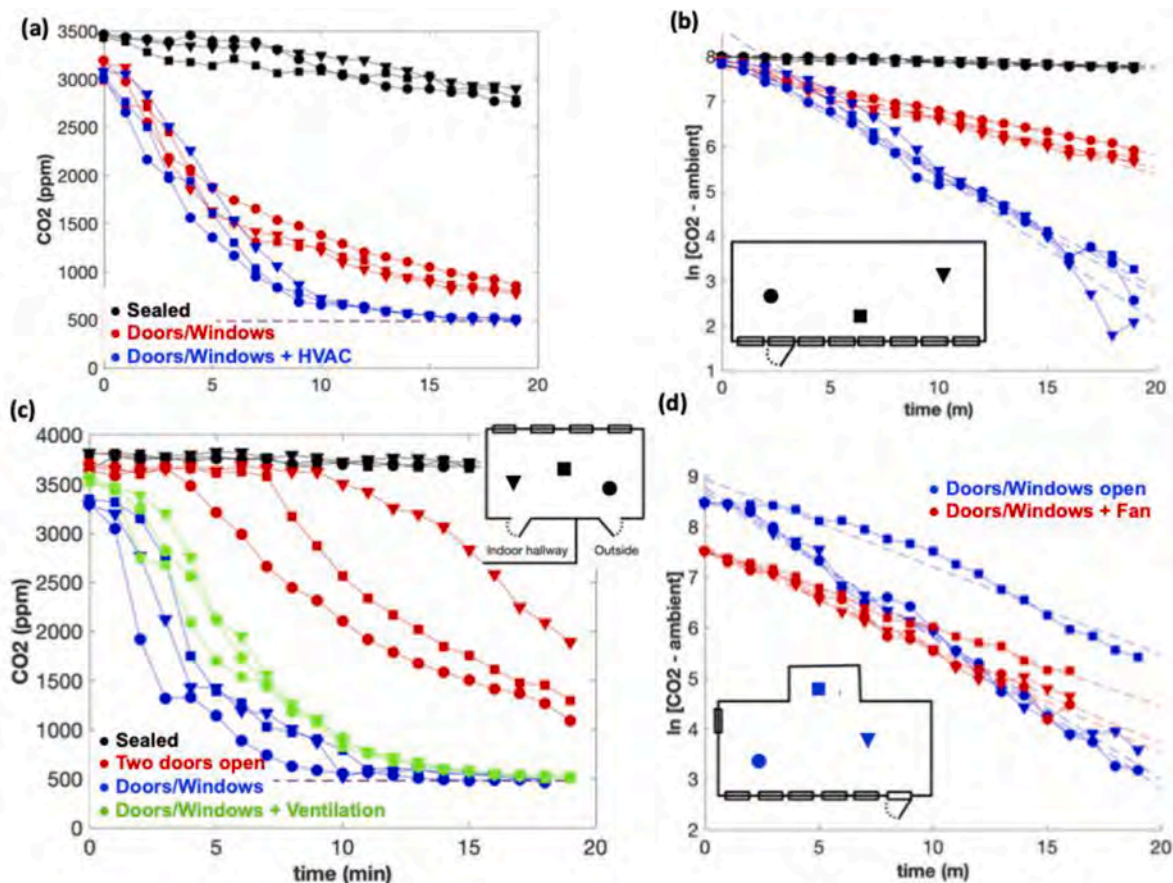 (a)
3500
3000
2500
2000
1500
1000
500
0
CO2 (ppm)
Sealed
Doors/Windows
Doors/Windows + HVAC
0
5
10
15
20
(b)
9
8
7
6
5
4
3
2
1
ln [CO2 - ambient]
0
5
10
15
20
time (m)
(c)
4000
3500
3000
2500
2000
1500
1000
500
0
CO2 (ppm)
Indoor hallway
Outside
Sealed
Two doors open
Doors/Windows
Doors/Windows + Ventilation
0
5
10
15
20
time (min)
(d)
9
8
7
6
5
4
3
2
ln [CO2 - ambient]
Doors/Windows open
Doors/Windows + Fan
0
5
10
15
20
time (m)